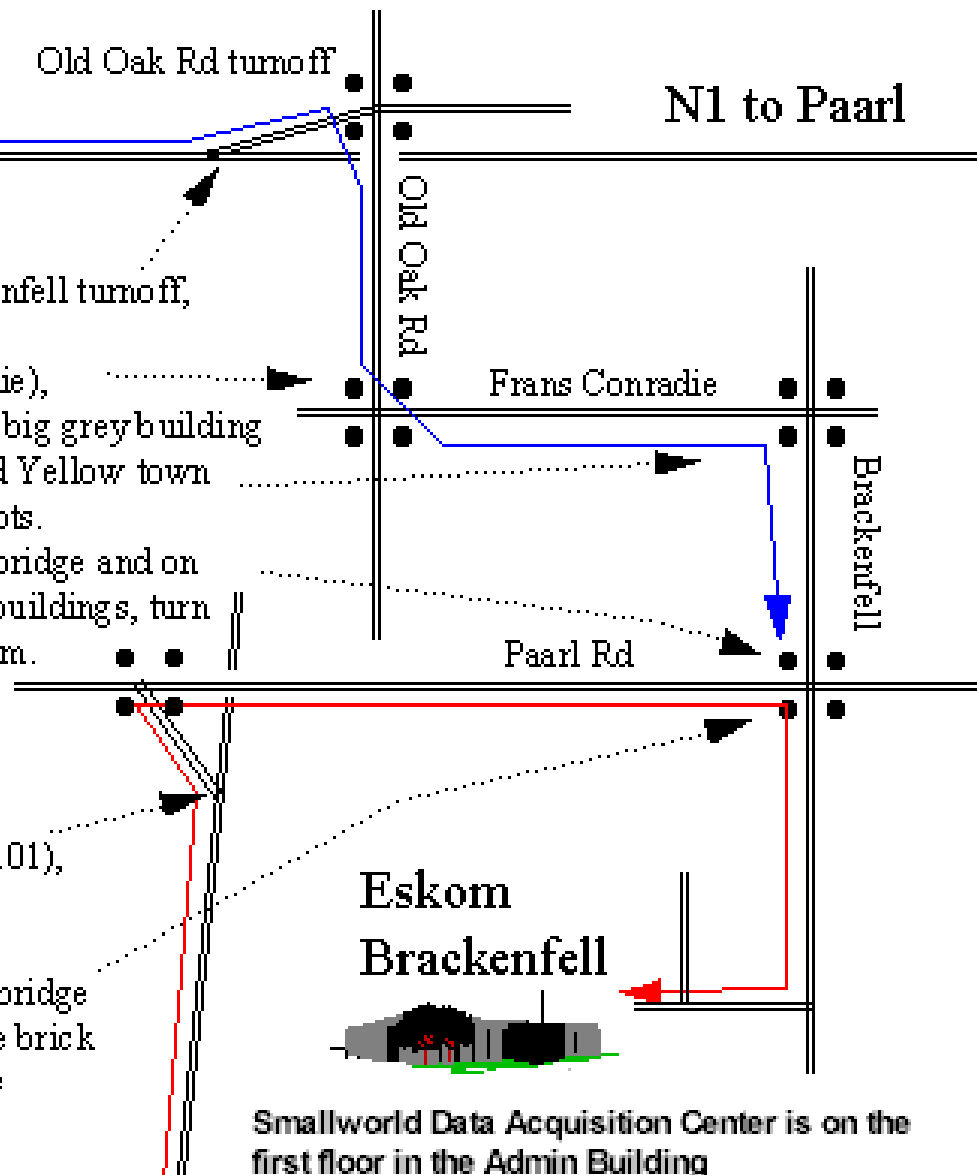 Old Oak Rd turnoff
N1 to Paarl
Old Oak Rd
nfell turnoff,
ie),
Frans Conradie
big grey building
d Yellow town
ots.
Brackenfell
bridge and on
buildings, turn
m.
Paarl Rd
.01),
Eskom
Brackenfell
bridge
e brick
e
Smallworld Data Acquisition Center is on the
first floor in the Admin Building